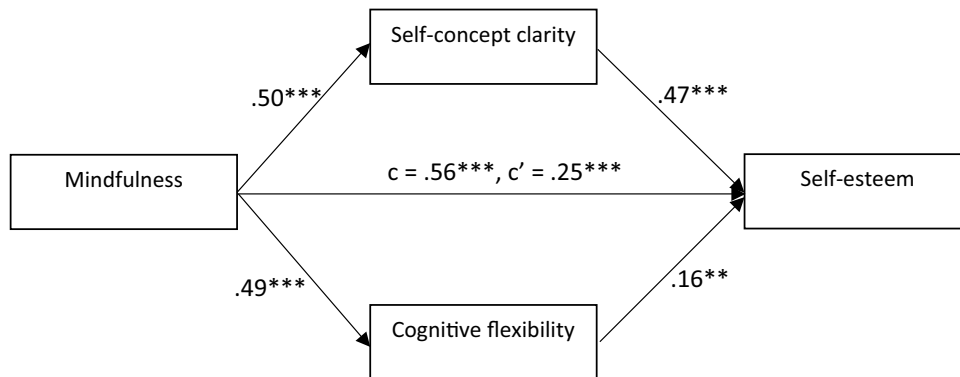 Self-concept clarity
.50***
.47***
Mindfulness
c = .56***, c’ = .25***
Self-esteem
.49***
.16**
Cognitive flexibility